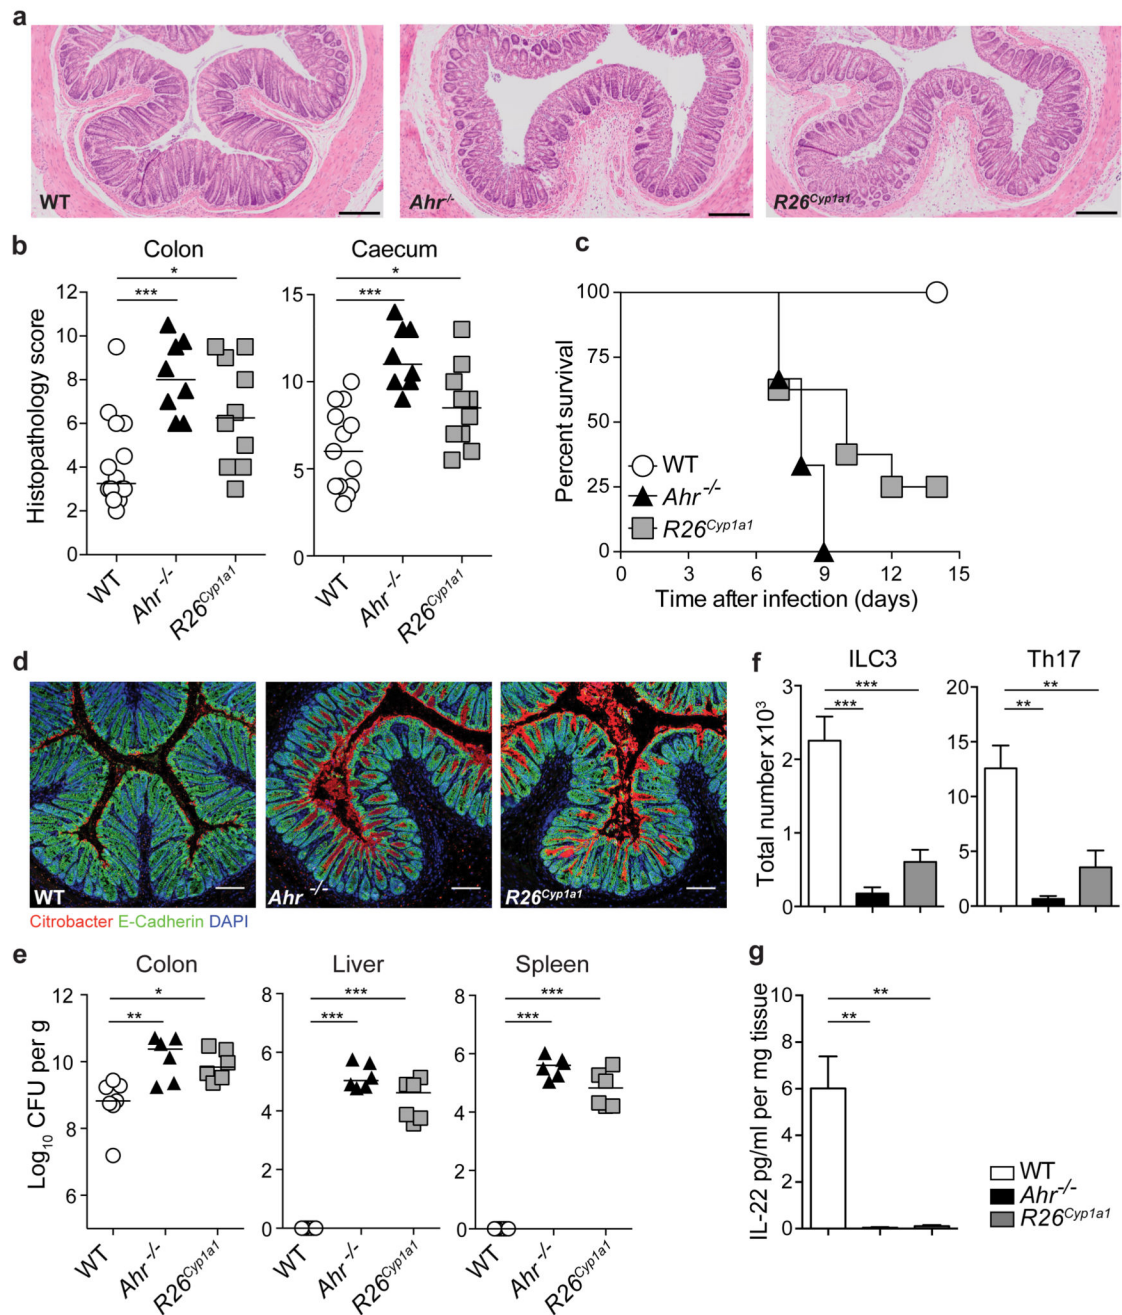 a
WT
Ahr-/-
R26Cyp1a1
b
Colon
Caecum
*
***
*
***
Histopathology score
12
10
8
6
4
2
0
15
10
5
0
WT
Ahr -/-
R26Cyp1a1
WT
Ahr -/-
R26Cyp1a1
c
Percent survival
100
75
50
25
0
WT
Ahr -/-
R26Cyp1a1
0
3
6
9
12
15
Time after infection (days)
d
WT
Ahr -/-
R26Cyp1a1
Citrobacter E-Cadherin DAPI
e
Colon
Liver
Spleen
*
**
***
***
***
***
Log10 CFU per g
12
10
8
6
8
6
4
2
0
8
6
4
2
0
WT
Ahr -/-
R26Cyp1a1
WT
Ahr -/-
R26Cyp1a1
WT
Ahr -/-
R26Cyp1a1
f
ILC3
Th17
***
***
**
**
Total number x10³
3
2
1
0
20
15
10
5
0
g
**
**
IL-22 pg/ml per mg tissue
10
8
6
4
2
0
WT
Ahr-/-
R26Cyp1a1